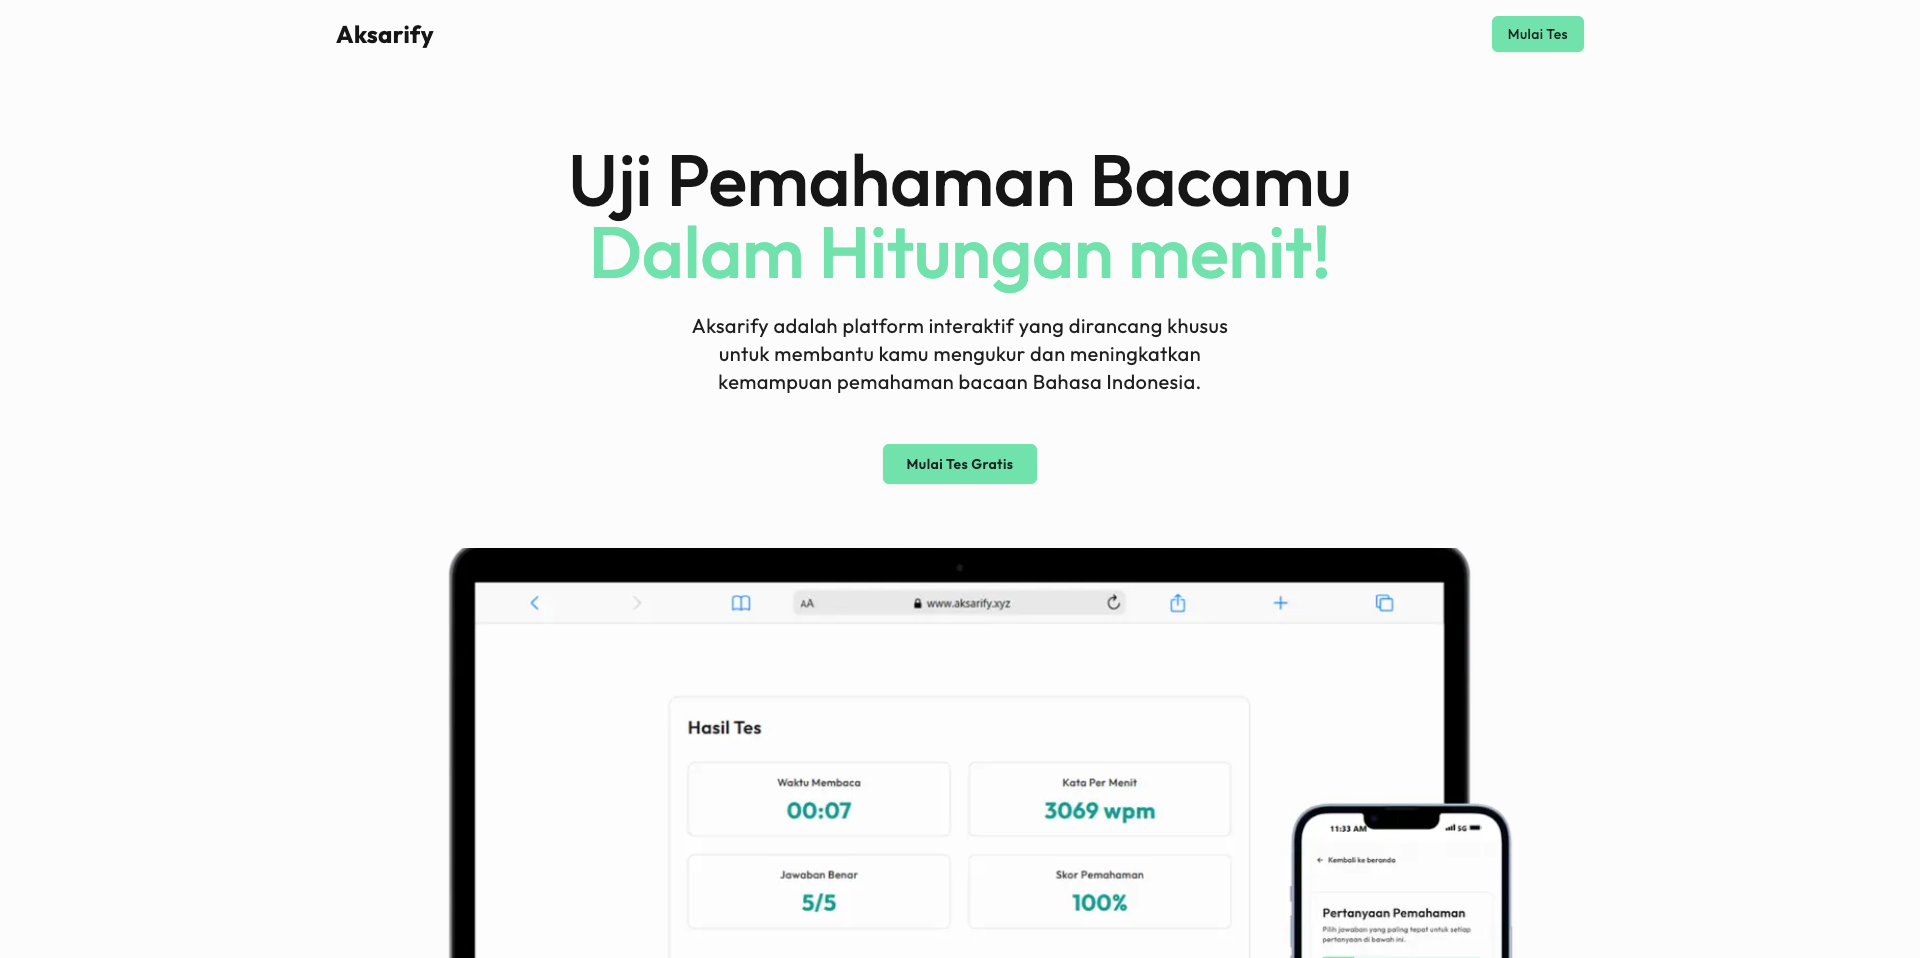 Aksarify
Mulai Tes
Uji Pemahaman Bacamu
Dalam Hitungan menit!
Aksarify adalah platform interaktif yang dirancang khusus
untuk membantu kamu mengukur dan meningkatkan
kemampuan pemahaman bacaan Bahasa Indonesia.
Mulai Tes Gratis
AA
www.aksarify.xyz
Hasil Tes
Waktu Membaca
00:07
Kata Per Menit
3069 wpm
Jawaban Benar
5/5
Skor Pemahaman
100%
11:33 AM
5G
← Kembali ke beranda
Pertanyaan Pemahaman
Pilih jawaban yang paling tepat untuk setiap
pertanyaan di bawah ini.